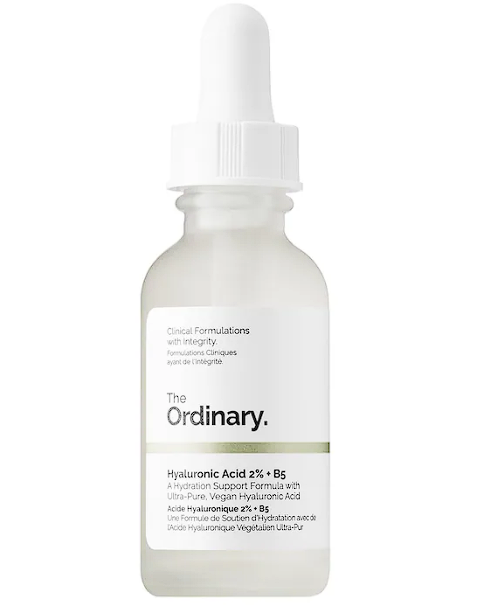 Clinical Formulations
with Integrity.
Formulations Cliniques
ayant de l'Intégrité.
The
Ordinary.
Hyaluronic Acid 2% + B5
A Hydration Support Formula with
Ultra-Pure, Vegan Hyaluronic Acid
Acide Hyaluronique 2% + B5
Une Formule de Soutien d'Hydratation avec de
l'Acide Hyaluronique Végétalien Ultra-Pur